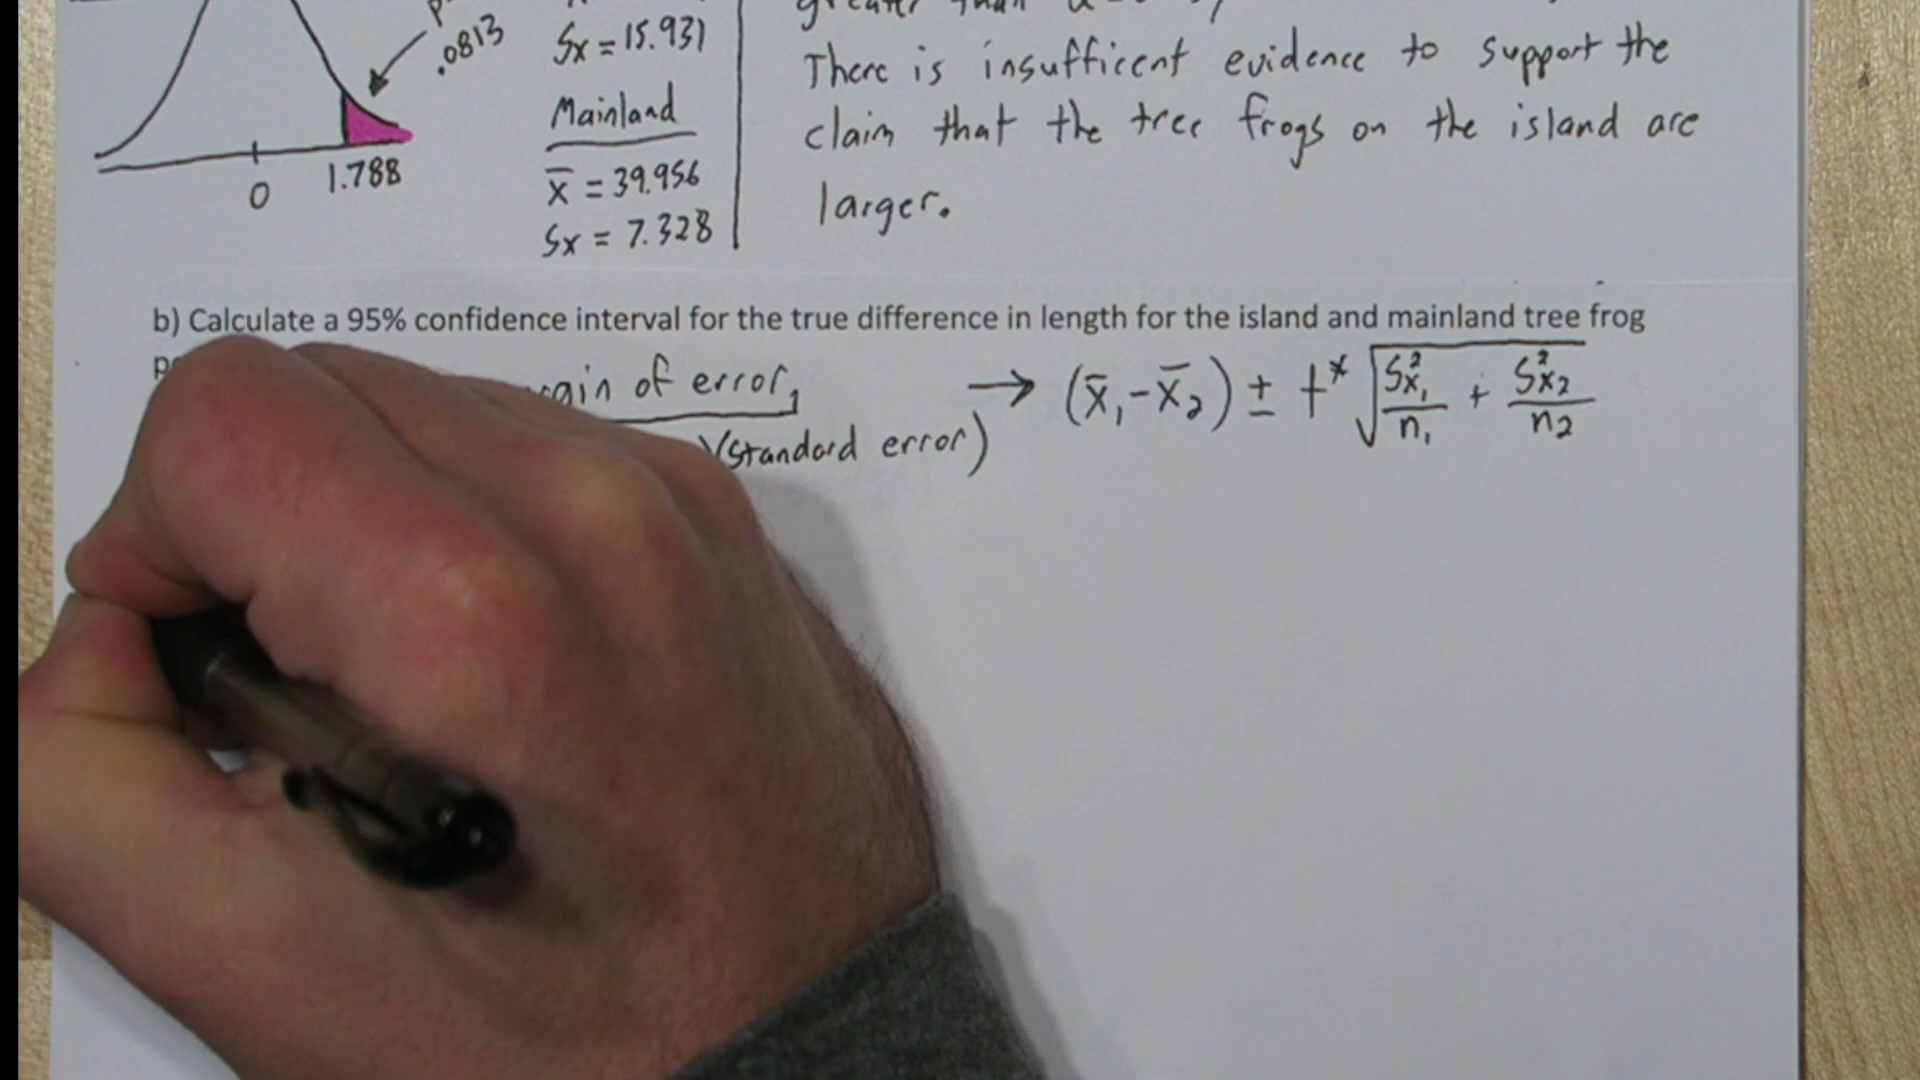 .0813
Sx = 15.931
Mainland
x̄ = 39.956
Sx = 7.328
0
1.788
greater than
There is insufficent evidence to support the
claim that the tree frogs on the island are
larger.
b) Calculate a 95% confidence interval for the true difference in length for the island and mainland tree frog
of error,
(standard error)
→ (x̄₁-x̄₂) ± t* √(Sx₁²/n₁ + Sx₂²/n₂)